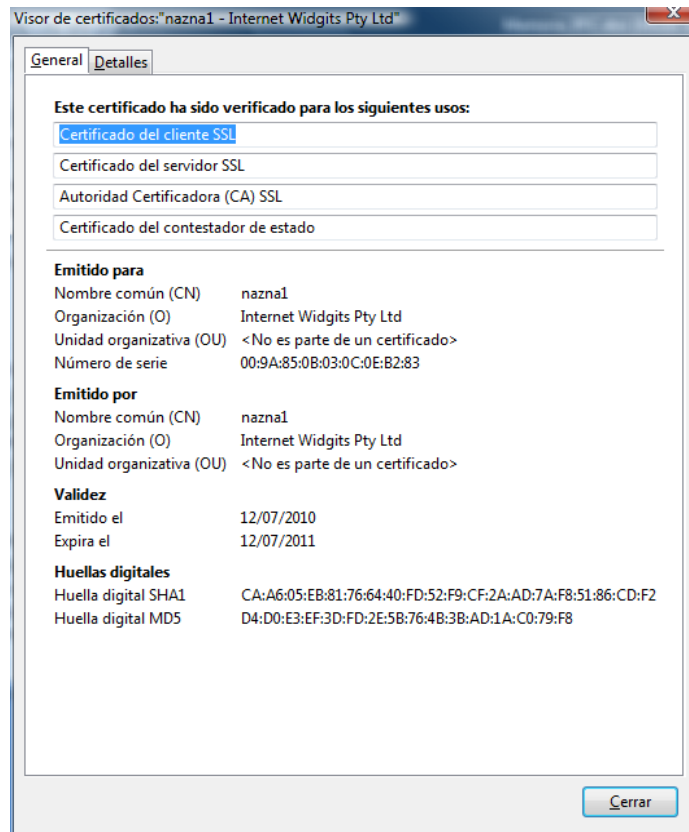 Visor de certificados:"nazna1 - Internet Widgits Pty Ltd"
General Detalles
Este certificado ha sido verificado para los siguientes usos:
Certificado del cliente SSL
Certificado del servidor SSL
Autoridad Certificadora (CA) SSL
Certificado del contestador de estado
Emitido para
Nombre común (CN) nazna1
Organización (O) Internet Widgits Pty Ltd
Unidad organizativa (OU) <No es parte de un certificado>
Número de serie 00:9A:85:0B:03:0C:0E:B2:83
Emitido por
Nombre común (CN) nazna1
Organización (O) Internet Widgits Pty Ltd
Unidad organizativa (OU) <No es parte de un certificado>
Validez
Emitido el 12/07/2010
Expira el 12/07/2011
Huellas digitales
Huella digital SHA1 CA:A6:05:EB:81:76:64:40:FD:52:F9:CF:2A:AD:7A:F8:51:86:CD:F2
Huella digital MD5 D4:D0:E3:EF:3D:FD:2E:5B:76:4B:3B:AD:1A:C0:79:F8
Cerrar